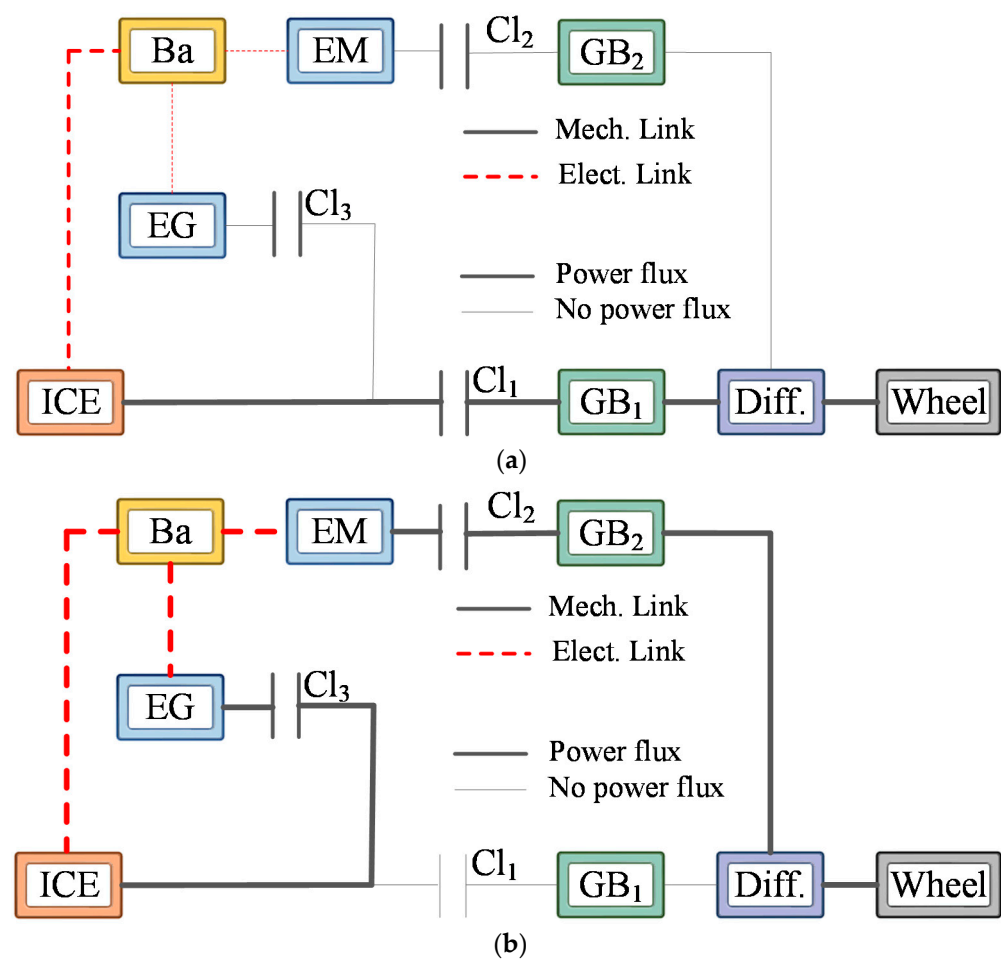 Ba EM Cl₂ GB₂
Mech. Link
Elect. Link
EG Cl₃
Power flux
No power flux
ICE Cl₁ GB₁ Diff. Wheel
(a)
Ba EM Cl₂ GB₂
Mech. Link
Elect. Link
EG Cl₃
Power flux
No power flux
ICE Cl₁ GB₁ Diff. Wheel
(b)